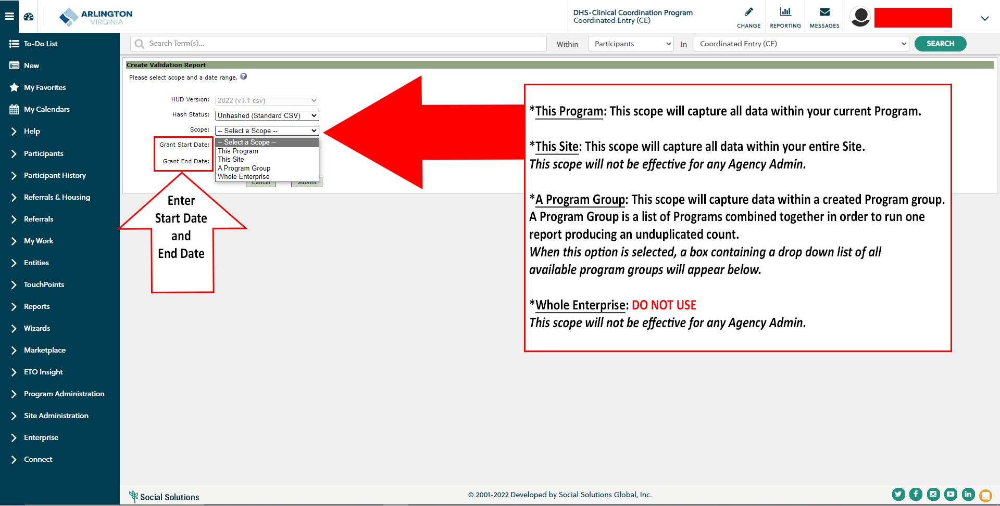 ARLINGTON
VIRGINIA
DHS-Clinical Coordination Program
Coordinated Entry (CE)
CHANGE
REPORTING
MESSAGES
To-Do List
New
My Favorites
My Calendars
Help
Participants
Participant History
Referrals & Housing
Referrals
My Work
Entities
TouchPoints
Reports
Wizards
Marketplace
ETO Insight
Program Administration
Site Administration
Enterprise
Connect
Search Term(s)...
Within
Participants
In
Coordinated Entry (CE)
SEARCH
Create Validation Report
Please select scope and a date range. ?
HUD Version: 2022 (v1.1 csv)
Hash Status: Unhashed (Standard CSV)
Scope: -- Select a Scope --
Grant Start Date:
Grant End Date:
-- Select a Scope --
This Program
This Site
A Program Group
Whole Enterprise
Cancel
Submit
Enter
Start Date
and
End Date
*This Program: This scope will capture all data within your current Program.
*This Site: This scope will capture all data within your entire Site.
This scope will not be effective for any Agency Admin.
*A Program Group: This scope will capture data within a created Program group.
A Program Group is a list of Programs combined together in order to run one
report producing an unduplicated count.
When this option is selected, a box containing a drop down list of all
available program groups will appear below.
*Whole Enterprise: DO NOT USE
This scope will not be effective for any Agency Admin.
Social Solutions
© 2001-2022 Developed by Social Solutions Global, Inc.